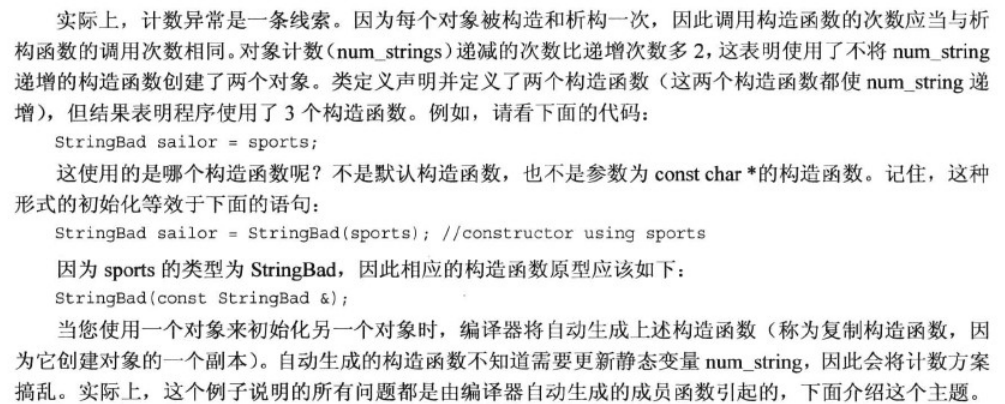 实际上，计数异常是一条线索。因为每个对象被构造和析构一次，因此调用构造函数的次数应当与析
构函数的调用次数相同。对象计数（num_strings）递减的次数比递增次数多 2，这表明使用了不将 num_string
递增的构造函数创建了两个对象。类定义声明并定义了两个构造函数（这两个构造函数都使 num_string 递
增），但结果表明程序使用了 3 个构造函数。例如，请看下面的代码：
StringBad sailor = sports;
这使用的是哪个构造函数呢？不是默认构造函数，也不是参数为 const char *的构造函数。记住，这种
形式的初始化等效于下面的语句：
StringBad sailor = StringBad(sports); //constructor using sports
因为 sports 的类型为 StringBad，因此相应的构造函数原型应该如下：
StringBad(const StringBad &);
当您使用一个对象来初始化另一个对象时，编译器将自动生成上述构造函数（称为复制构造函数，因
为它创建对象的一个副本）。自动生成的构造函数不知道需要更新静态变量 num_string，因此会将计数方案
搞乱。实际上，这个例子说明的所有问题都是由编译器自动生成的成员函数引起的，下面介绍这个主题。